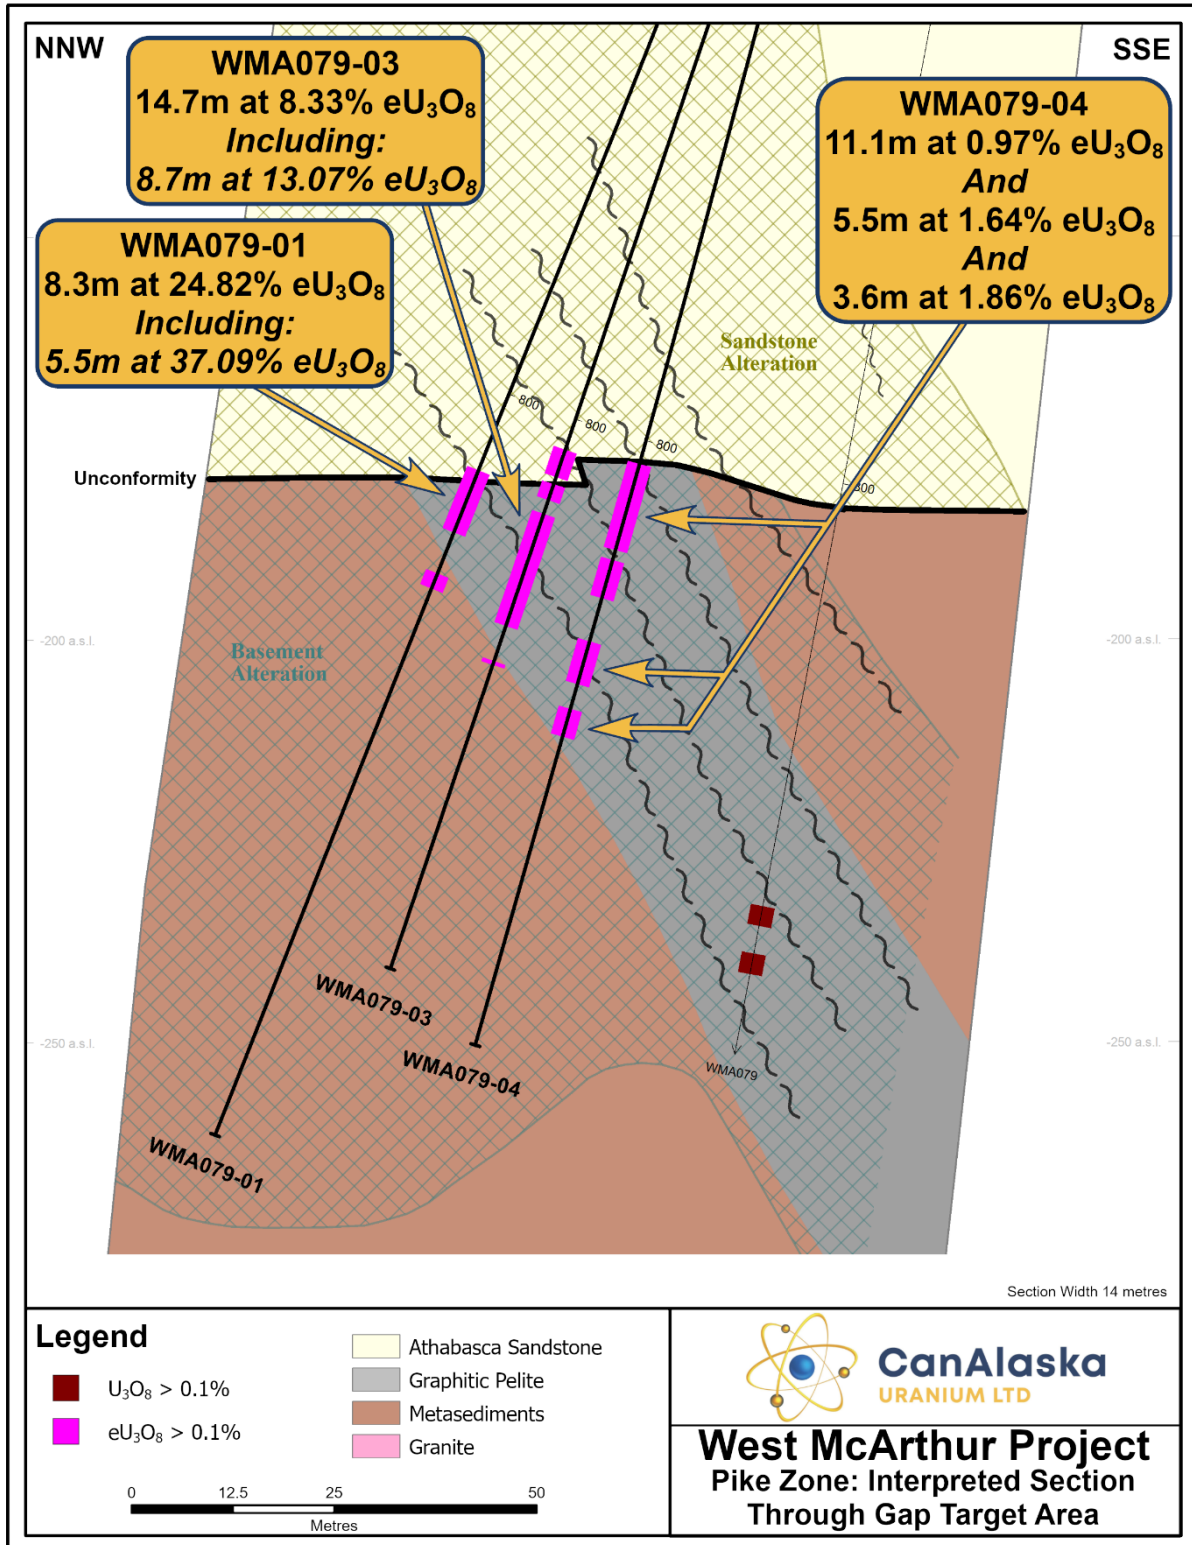 NNW
SSE
WMA079-03
14.7m at 8.33% eU₃O₈
Including:
8.7m at 13.07% eU₃O₈
WMA079-04
11.1m at 0.97% eU₃O₈
And
5.5m at 1.64% eU₃O₈
And
3.6m at 1.86% eU₃O₈
WMA079-01
8.3m at 24.82% eU₃O₈
Including:
5.5m at 37.09% eU₃O₈
Sandstone
Alteration
800
800
800
800
Unconformity
-200 a.s.l.
-200 a.s.l.
Basement
Alteration
WMA079-03
WMA079-04
WMA079-01
WMA079
-250 a.s.l.
-250 a.s.l.
Section Width 14 metres
Legend
U₃O₈ > 0.1%
eU₃O₈ > 0.1%
Athabasca Sandstone
Graphitic Pelite
Metasediments
Granite
0 12.5 25 50
Metres
CanAlaska
URANIUM LTD
West McArthur Project
Pike Zone: Interpreted Section
Through Gap Target Area